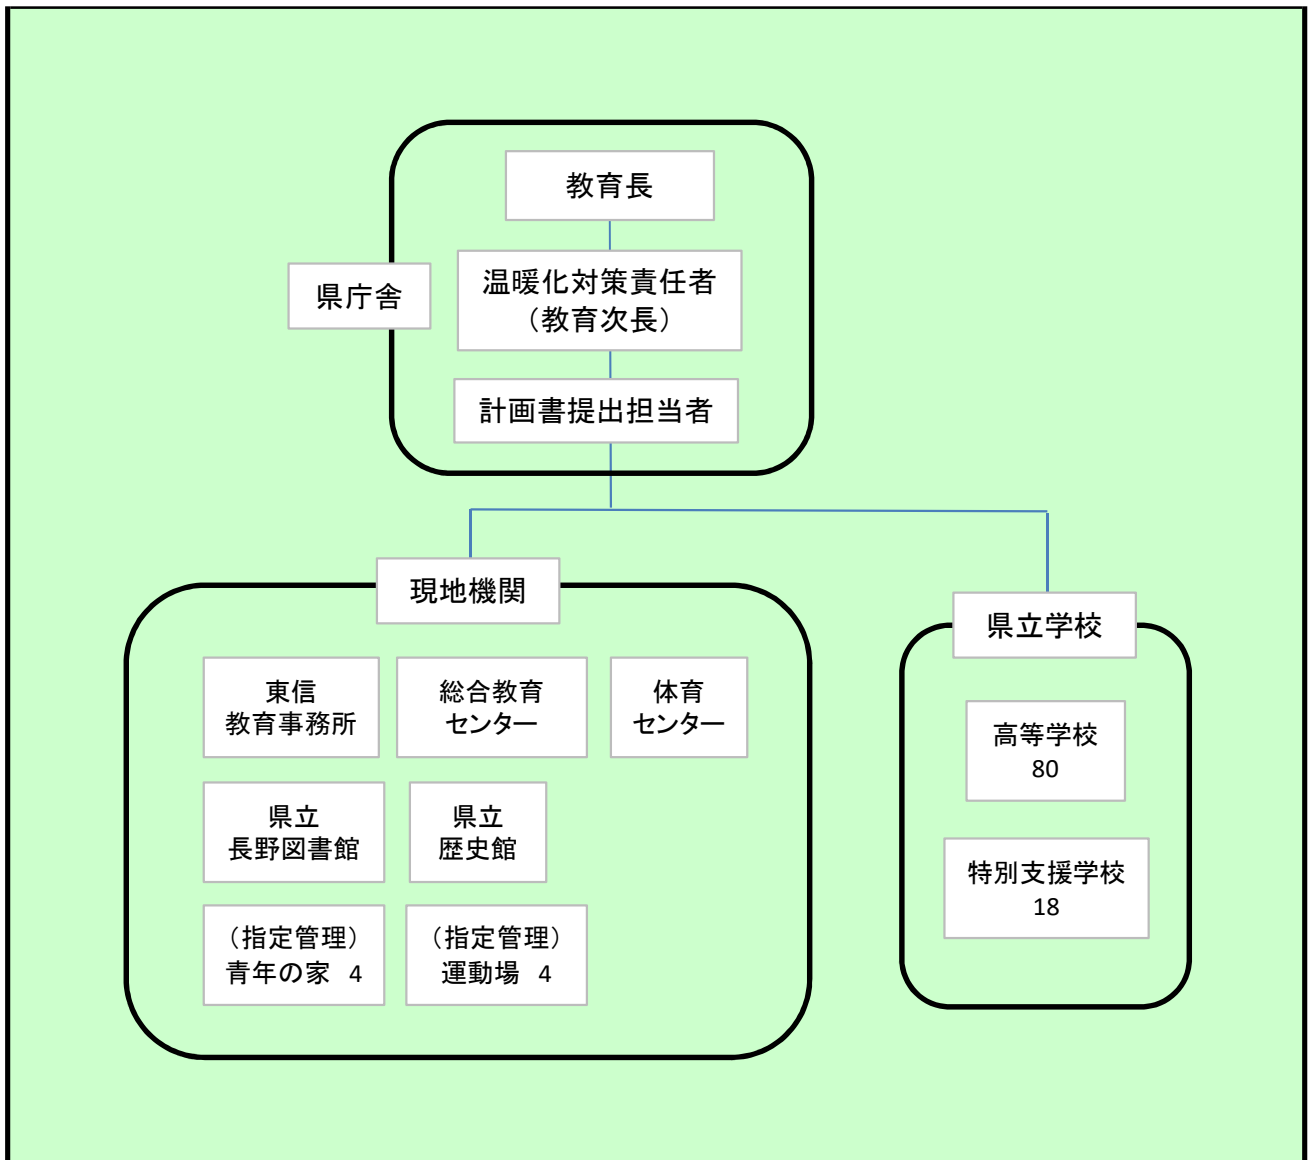 教育長
県庁舎
温暖化対策責任者
（教育次長）
計画書提出担当者
現地機関
東信
教育事務所
総合教育
センター
体育
センター
県立
長野図書館
県立
歴史館
（指定管理）
青年の家 4
（指定管理）
運動場 4
県立学校
高等学校
80
特別支援学校
18